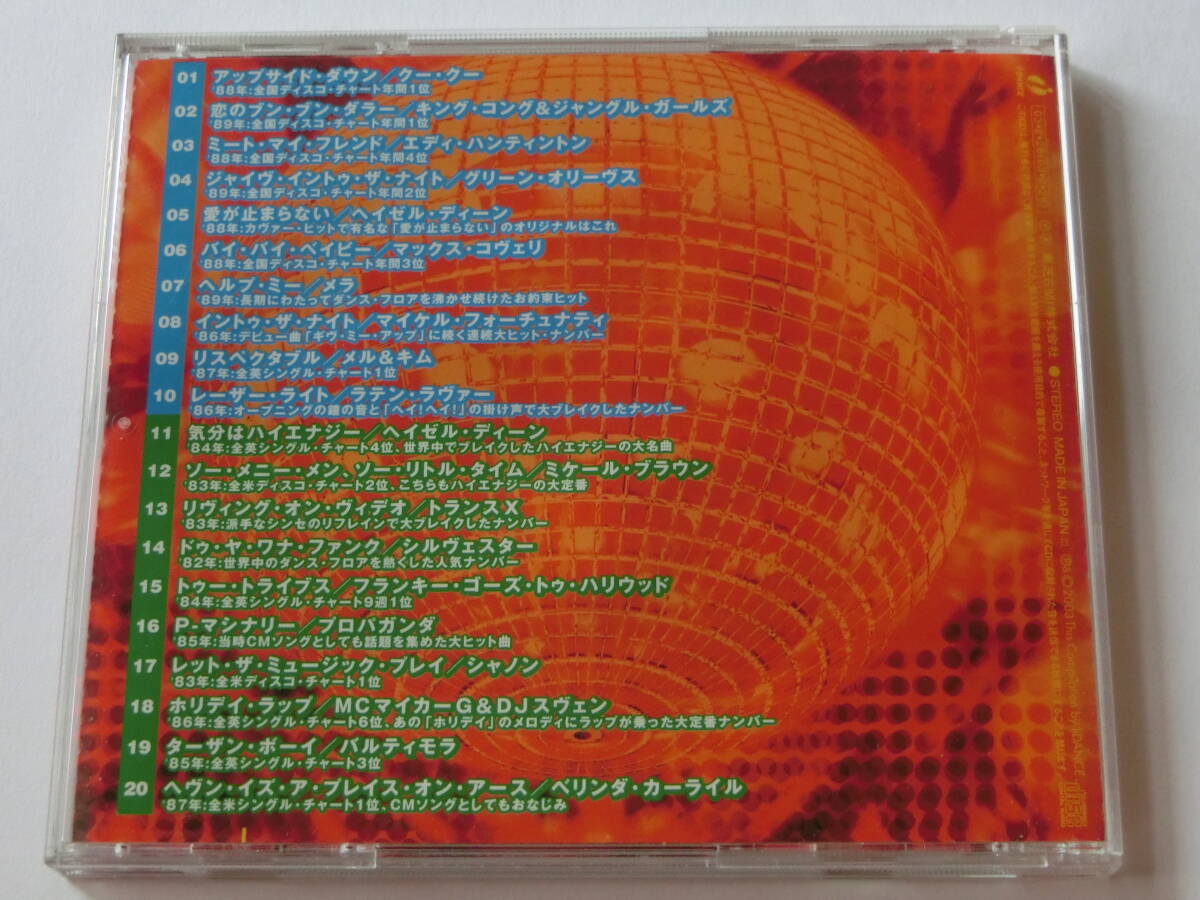 01 アップサイド・ダウン／クー・クー
'88年:全国ディスコ・チャート年間1位
02 恋のブン・ブン・ダラー／キング・コング&ジャングル・ガールズ
'89年:全国ディスコ・チャート年間1位
03 ミート・マイ・フレンド／エディ・ハンティントン
'88年:全国ディスコ・チャート年間4位
04 ジャイヴ・イントゥ・ザ・ナイト／グリーン・オリーヴス
'89年:全国ディスコ・チャート年間2位
05 愛が止まらない／ヘイゼル・ディーン
'88年:カヴァー・ヒットで有名な「愛が止まらない」のオリジナルはこれ
06 バイ・バイ・ベイビー／マックス・コヴェリ
'88年:全国ディスコ・チャート年間3位
07 ヘルプ・ミー／メラ
'89年:長期にわたってダンス・フロアを沸かせ続けたお約束ヒット
08 イントゥ・ザ・ナイト／マイケル・フォーチュナティ
'86年:デビュー曲「ギヴ・ミー・アップ」に続く連続大ヒット・ナンバー
09 リスペクタブル／メル&キム
'87年:全英シングル・チャート1位
10 レーザー・ライト／ラテン・ラヴァー
'86年:オープニングの鐘の音と「ヘイ!ヘイ!」の掛け声で大ブレイクしたナンバー
11 気分はハイエナジー／ヘイゼル・ディーン
'84年:全英シングル・チャート4位、世界中でブレイクしたハイエナジーの大名曲
12 ソー・メニー・メン、ソー・リトル・タイム／ミケール・ブラウン
'83年:全米ディスコ・チャート2位、こちらもハイエナジーの大定番
13 リヴィング・オン・ヴィデオ／トランスX
'83年:派手なシンセのリフレインで大ブレイクしたナンバー
14 ドゥ・ヤ・ワナ・ファンク／シルヴェスター
'82年:世界中のダンス・フロアを熱くした人気ナンバー
15 トゥー・トライブス／フランキー・ゴーズ・トゥ・ハリウッド
'84年:全英シングル・チャート9週1位
16 P-マシナリー／プロパガンダ
'85年:当時CMソングとしても話題を集めた大ヒット曲
17 レット・ザ・ミュージック・プレイ／シャノン
'83年:全米ディスコ・チャート1位
18 ホリデイ・ラップ／MCマイカーG&DJスヴェン
'86年:全英シングル・チャート6位、あの「ホリデイ」のメロディにラップが乗った大定番ナンバー
19 ターザン・ボーイ／バルティモラ
'85年:全英シングル・チャート3位
20 ヘヴン・イズ・ア・プレイス・オン・アース／ベリンダ・カーライル
'87年:全米シングル・チャート1位、CMソングとしてもおなじみ
●STEREO MADE IN JAPAN
disc